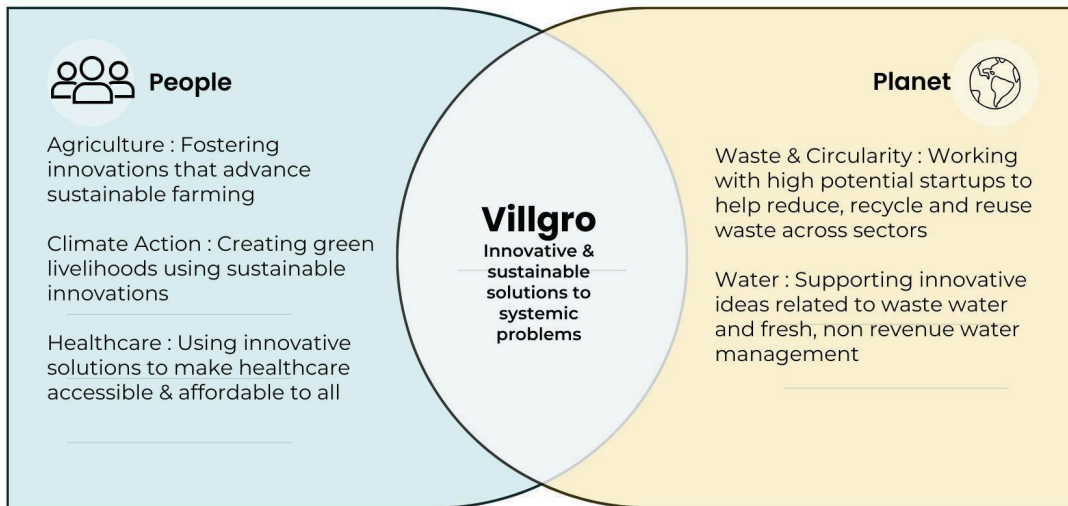 People
Agriculture : Fostering
innovations that advance
sustainable farming
Climate Action : Creating green
livelihoods using sustainable
innovations
Healthcare : Using innovative
solutions to make healthcare
accessible & affordable to all
Villgro
Innovative &
sustainable
solutions to
systemic
problems
Planet
Waste & Circularity : Working
with high potential startups to
help reduce, recycle and reuse
waste across sectors
Water : Supporting innovative
ideas related to waste water
and fresh, non revenue water
management